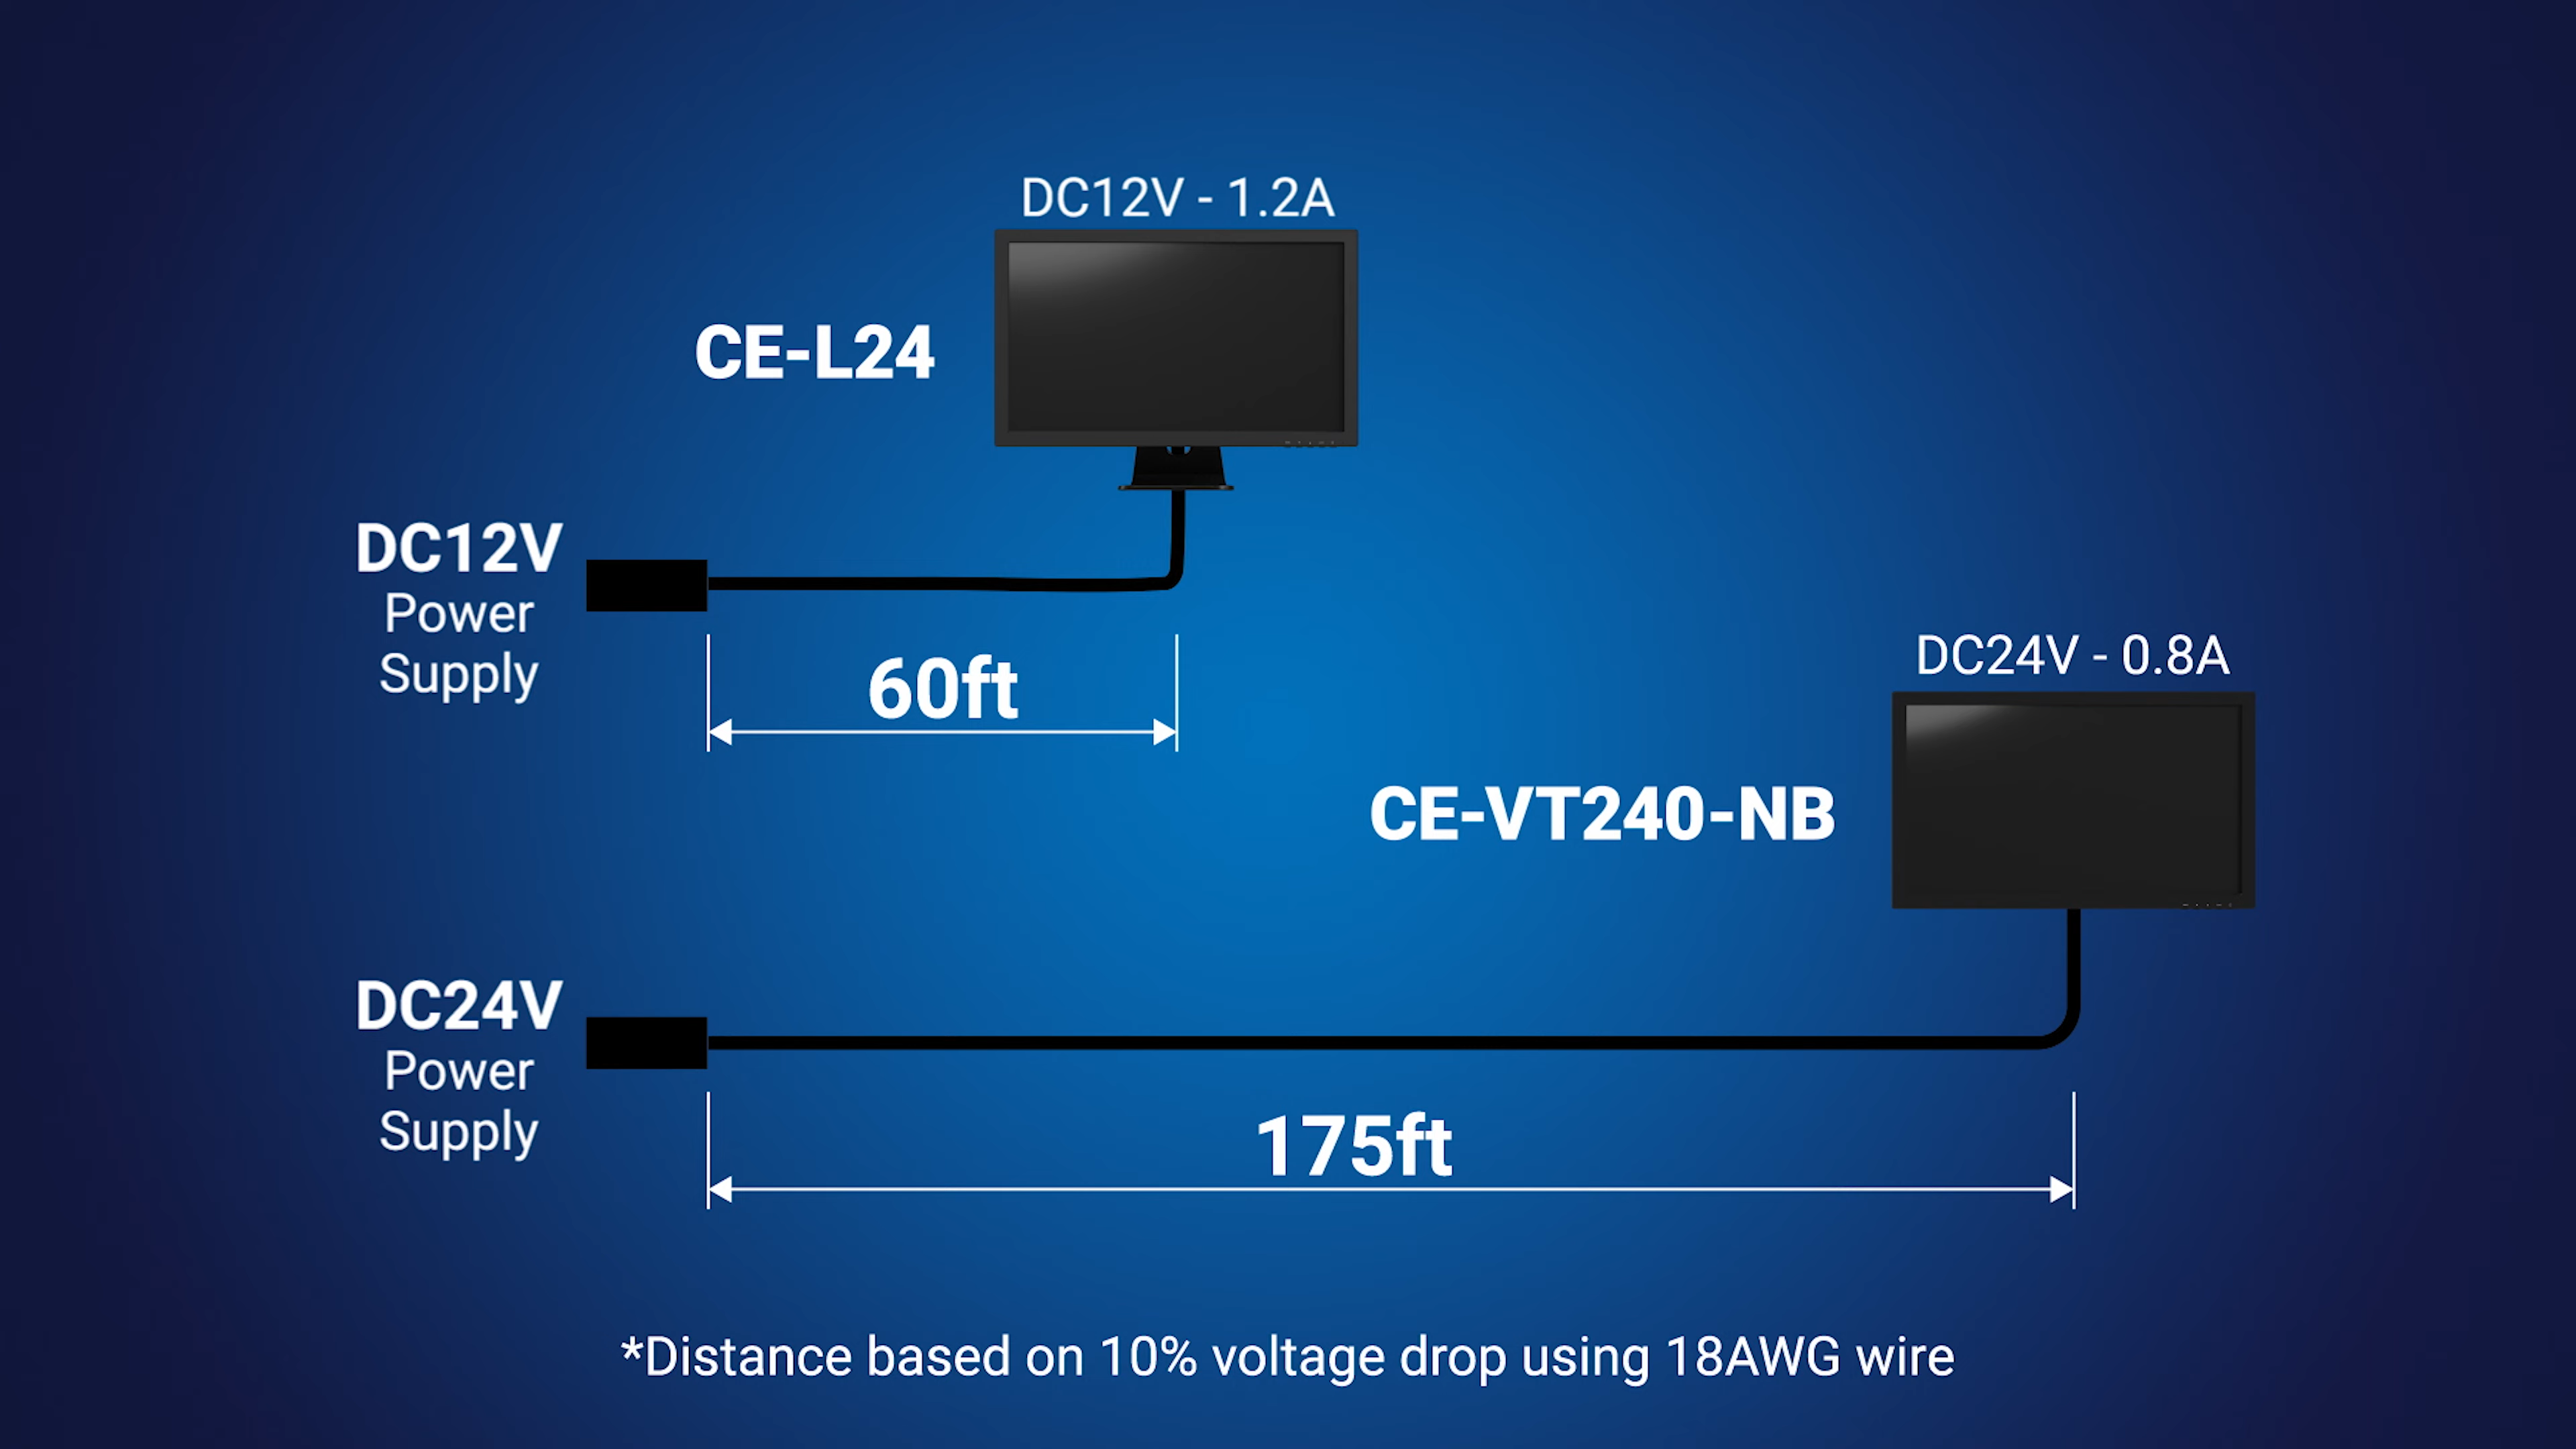 DC12V - 1.2A
CE-L24
DC12V
Power
Supply
60ft
DC24V - 0.8A
CE-VT240-NB
DC24V
Power
Supply
175ft
*Distance based on 10% voltage drop using 18AWG wire